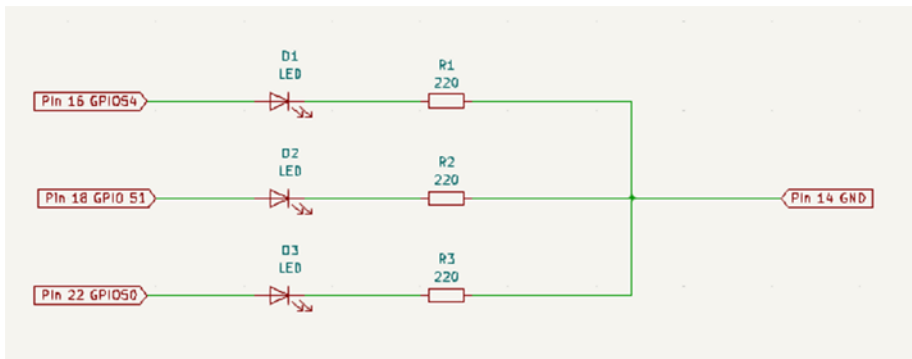 D1
LED
R1
220
Pin 16 GPIO54
D2
LED
R2
220
Pin 18 GPIO 51
Pin 14 GND
D3
LED
R3
220
Pin 22 GPIO50